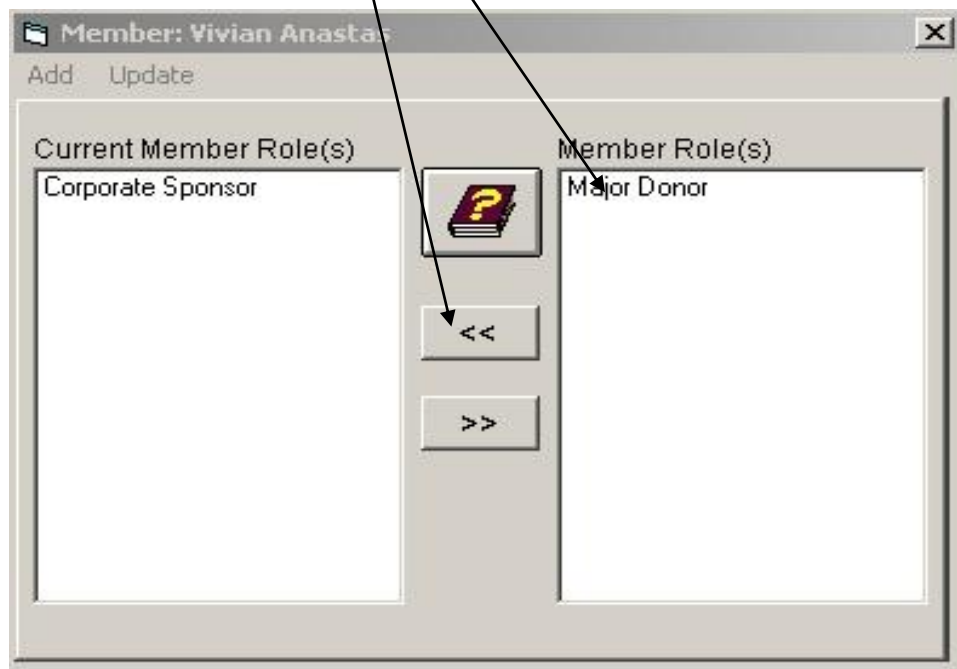 Member: Vivian Anastas
Add Update
Current Member Role(s)
Member Role(s)
Corporate Sponsor
?
Major Donor
<<
>>